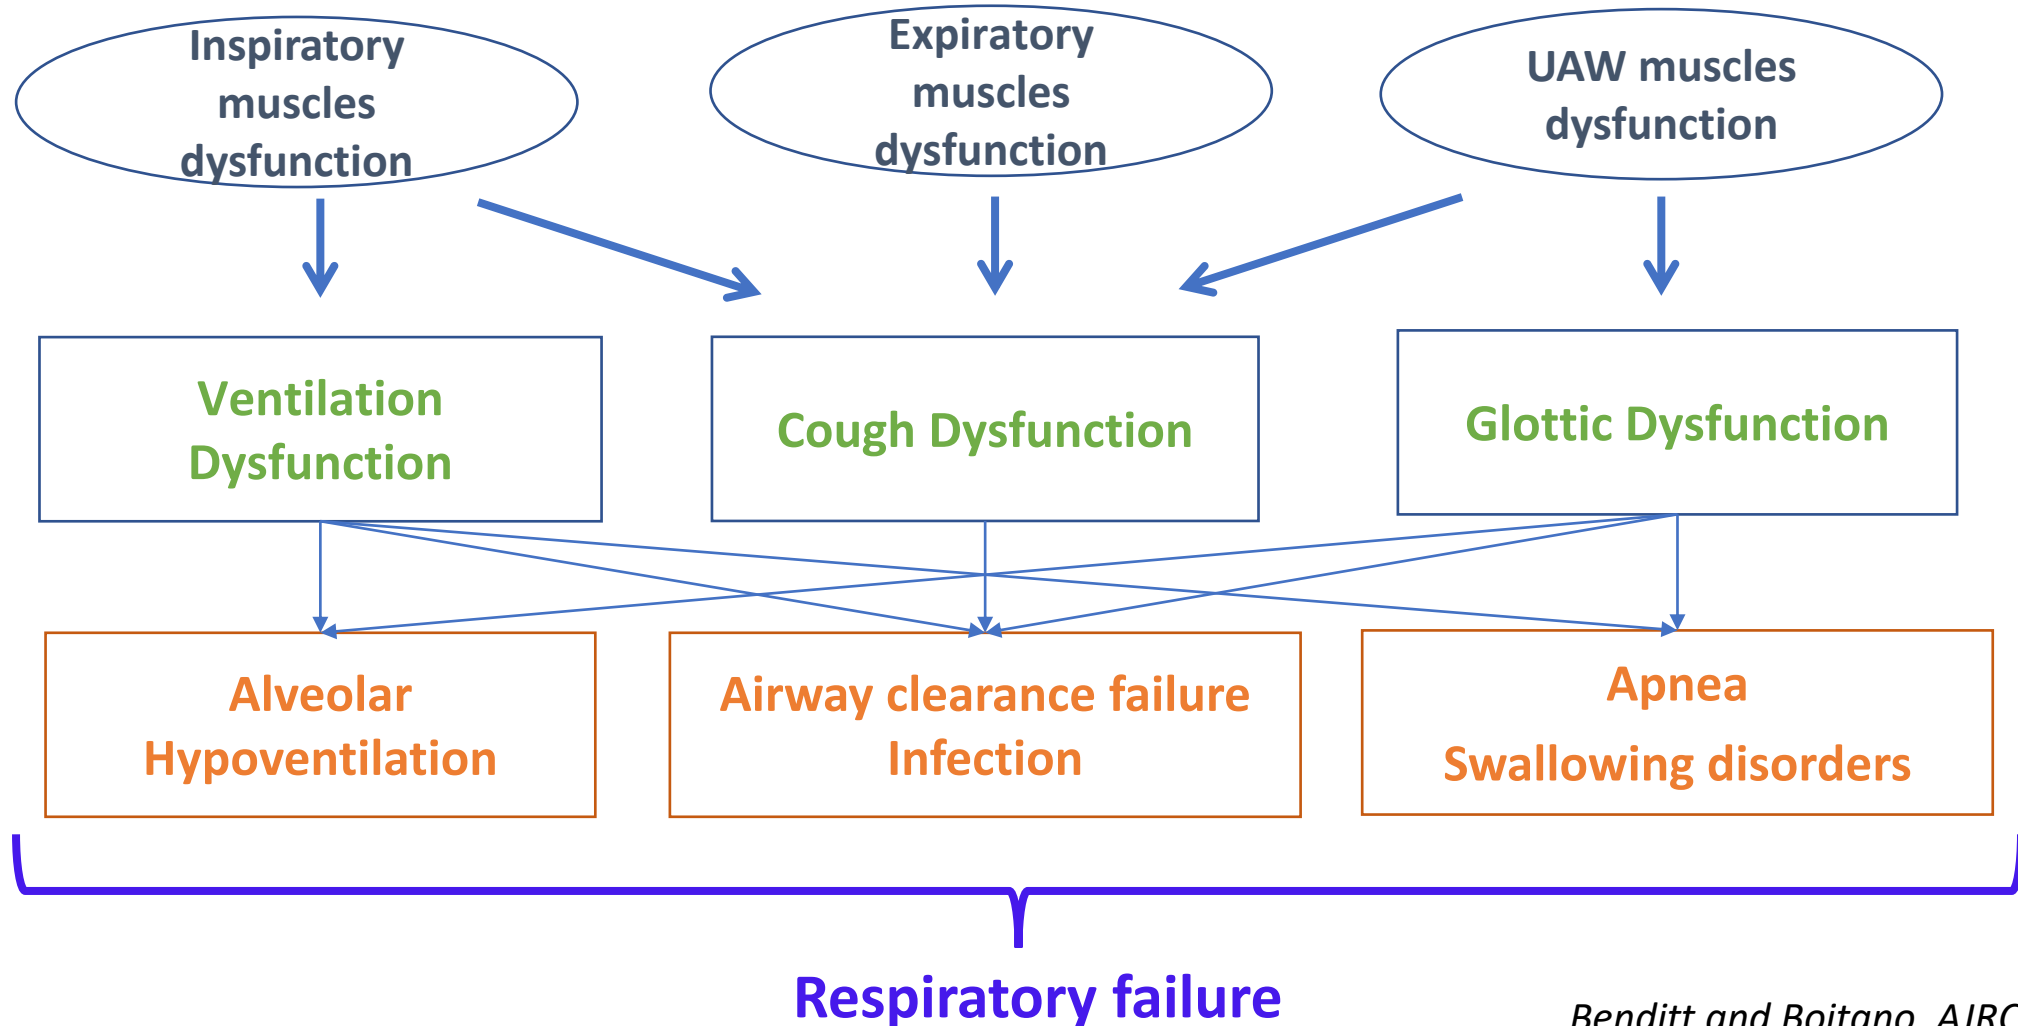 Inspiratory
muscles
dysfunction
Expiratory
muscles
dysfunction
UAW muscles
dysfunction
Ventilation
Dysfunction
Cough Dysfunction
Glottic Dysfunction
Alveolar
Hypoventilation
Airway clearance failure
Infection
Apnea
Swallowing disorders
Respiratory failure
Benditt and Boitano, AJRC